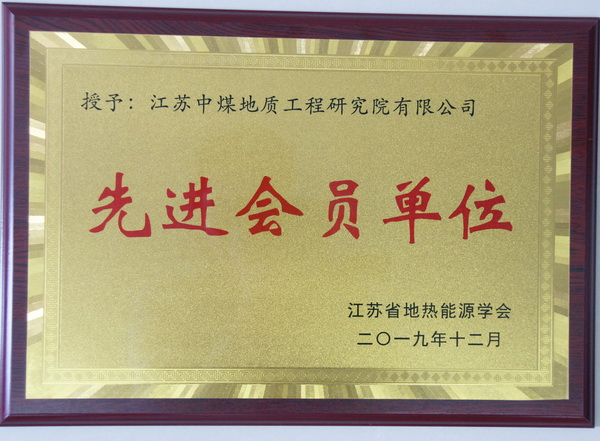 授予：江苏中煤地质工程研究院有限公司
先进会员单位
江苏省地热能源学会
二〇一九年十二月